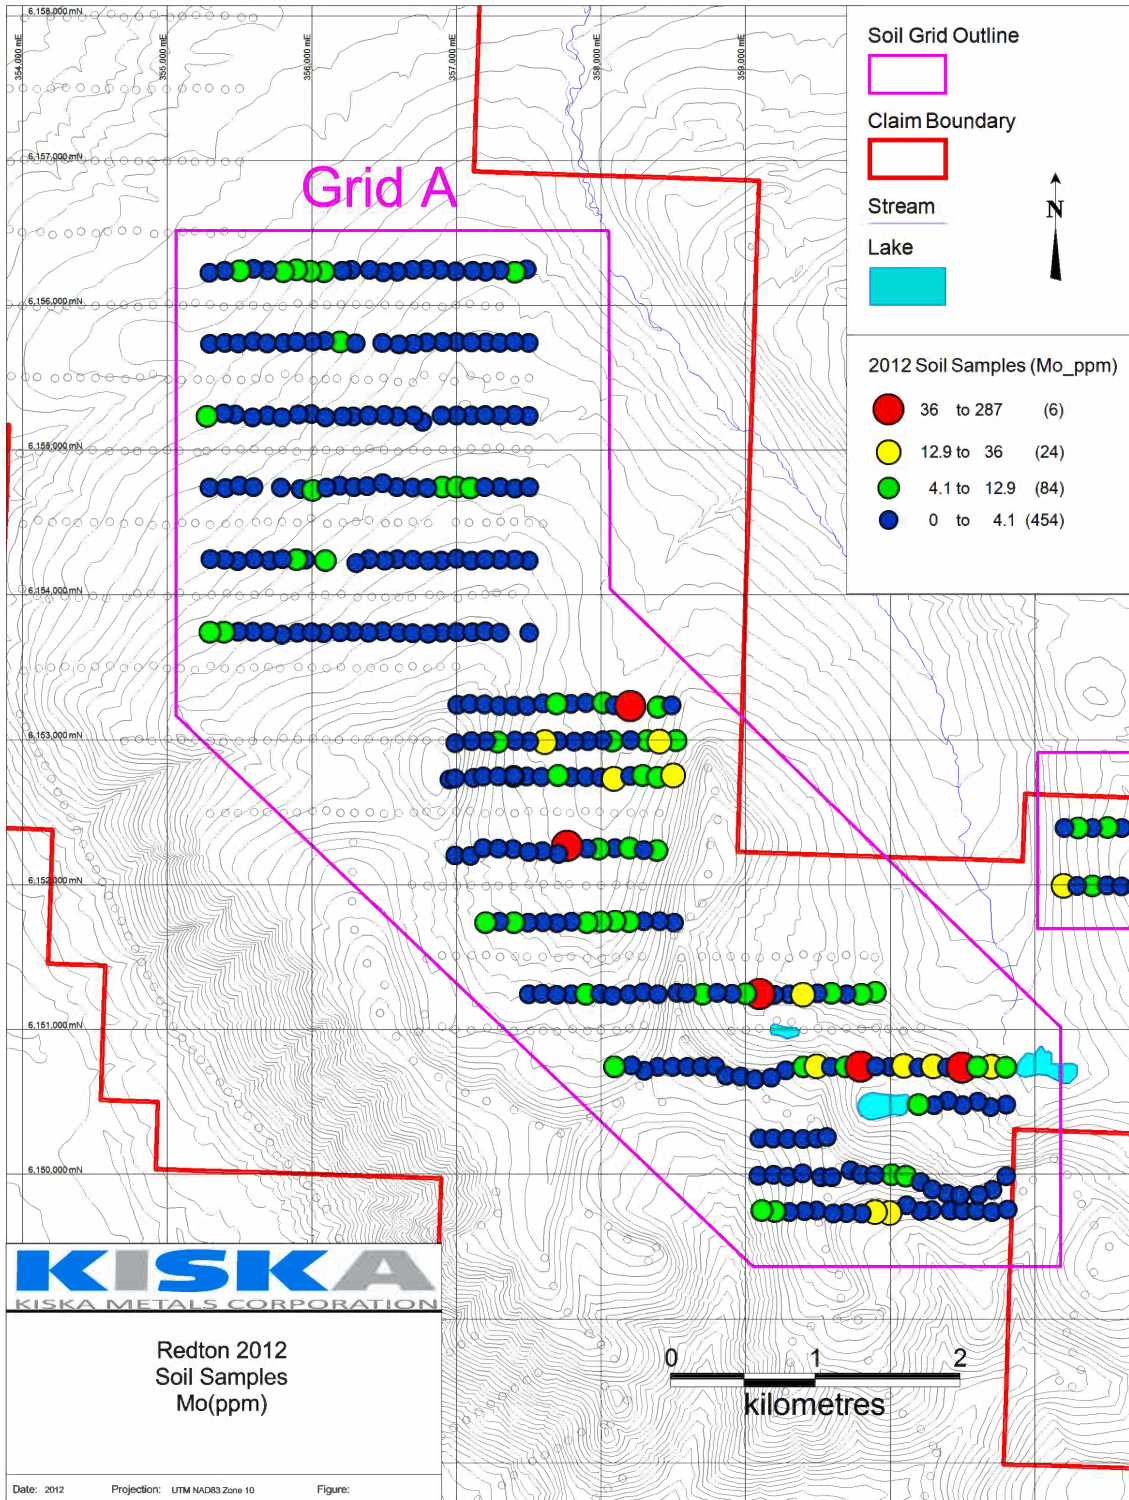 6,158,000 mN
354,000 mE
355,000 mE
356,000 mE
357,000 mE
358,000 mE
359,000 mE
Soil Grid Outline
Claim Boundary
Stream
Lake
N
6,157,000 mN
Grid A
6,156,000 mN
2012 Soil Samples (Mo_ppm)
36 to 287 (6)
12.9 to 36 (24)
4.1 to 12.9 (84)
0 to 4.1 (454)
6,155,000 mN
6,154,000 mN
6,153,000 mN
6,152,000 mN
6,151,000 mN
6,150,000 mN
KISKA
KISKA METALS CORPORATION
Redton 2012
Soil Samples
Mo(ppm)
0 1 2
kilometres
Date: 2012 Projection: UTM NAD83 Zone 10 Figure: